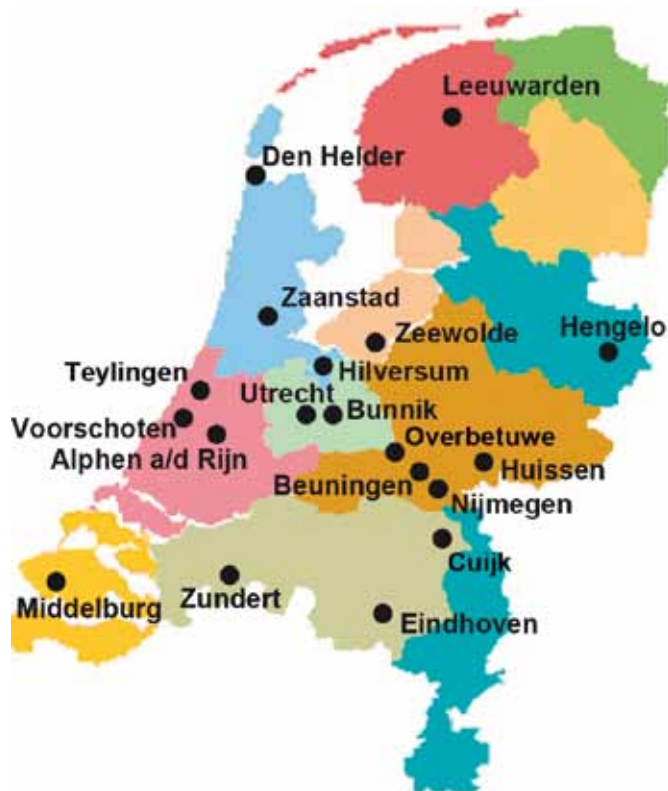 Leeuwarden
Den Helder
Zaanstad
Zeewolde
Hengelo
Teylingen
Hilversum
Utrecht
Voorschoten
Bunnik
Alphen a/d Rijn
Overbetuwe
Beuningen
Huissen
Nijmegen
Cuijk
Middelburg
Zundert
Eindhoven